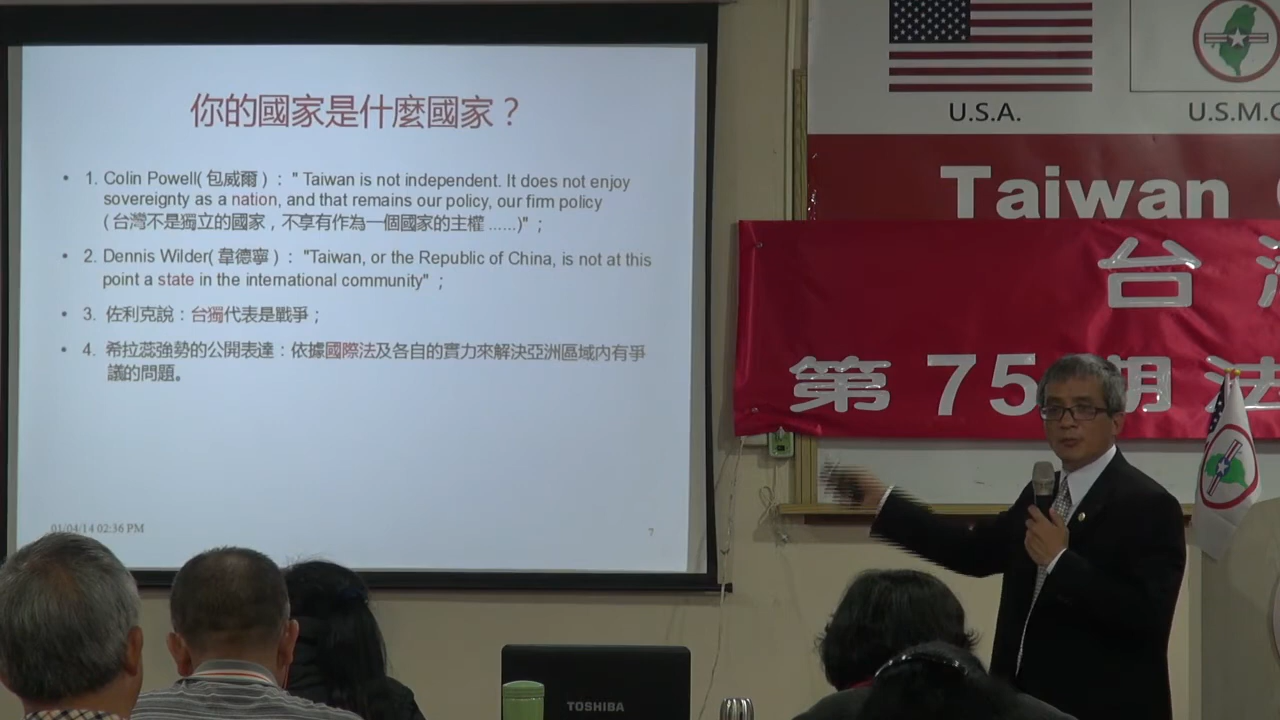 你的國家是什麼國家？
• 1. Colin Powell( 包威爾 ) : " Taiwan is not independent. It does not enjoy
sovereignty as a nation, and that remains our policy, our firm policy
( 台灣不是獨立的國家，不享有作為一個國家的主權 ......)" ;
• 2. Dennis Wilder( 韋德寧 ) : "Taiwan, or the Republic of China, is not at this
point a state in the international community" ;
• 3. 佐利克說：台獨代表是戰爭；
• 4. 希拉蕊強勢的公開表達：依據國際法及各自的實力來解決亞洲區域內有爭
議的問題。
01/04/14 02:36 PM
7
U.S.A.
U.S.M.
Taiwan
台
第 75 期 法
TOSHIBA